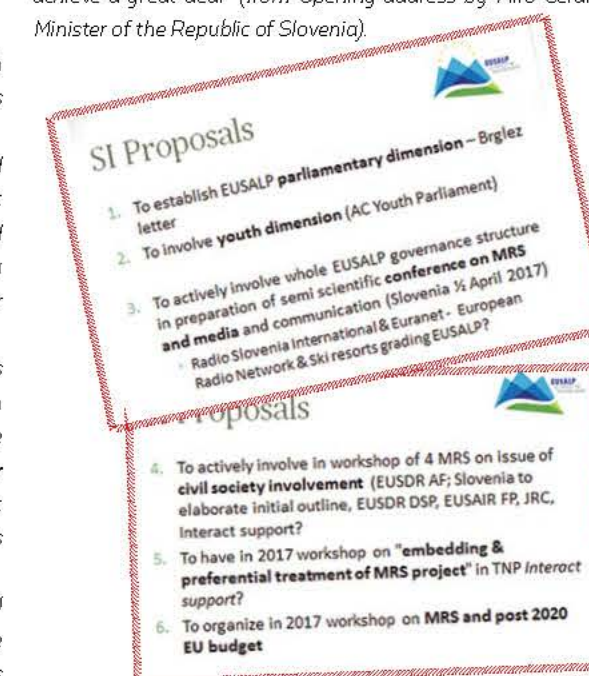 Minister of the Republic of Slovenia).
EUSALP
SI Proposals
1. To establish EUSALP parliamentary dimension – Brglez
letter
2. To involve youth dimension (AC Youth Parliament)
3. To actively involve whole EUSALP governance structure
in preparation of semi scientific conference on MRS
and media and communication (Slovenia ½ April 2017)
Radio Slovenia International & Euranet - European
Radio Network & Ski resorts grading EUSALP?
EUSALP
Proposals
4. To actively involve in workshop of 4 MRS on issue of
civil society involvement (EUSDR AF; Slovenia to
elaborate initial outline, EUSDR DSP, EUSAIR FP, JRC,
Interact support?
5. To have in 2017 workshop on "embedding &
preferential treatment of MRS project" in TNP Interact
support?
6. To organize in 2017 workshop on MRS and post 2020
EU budget